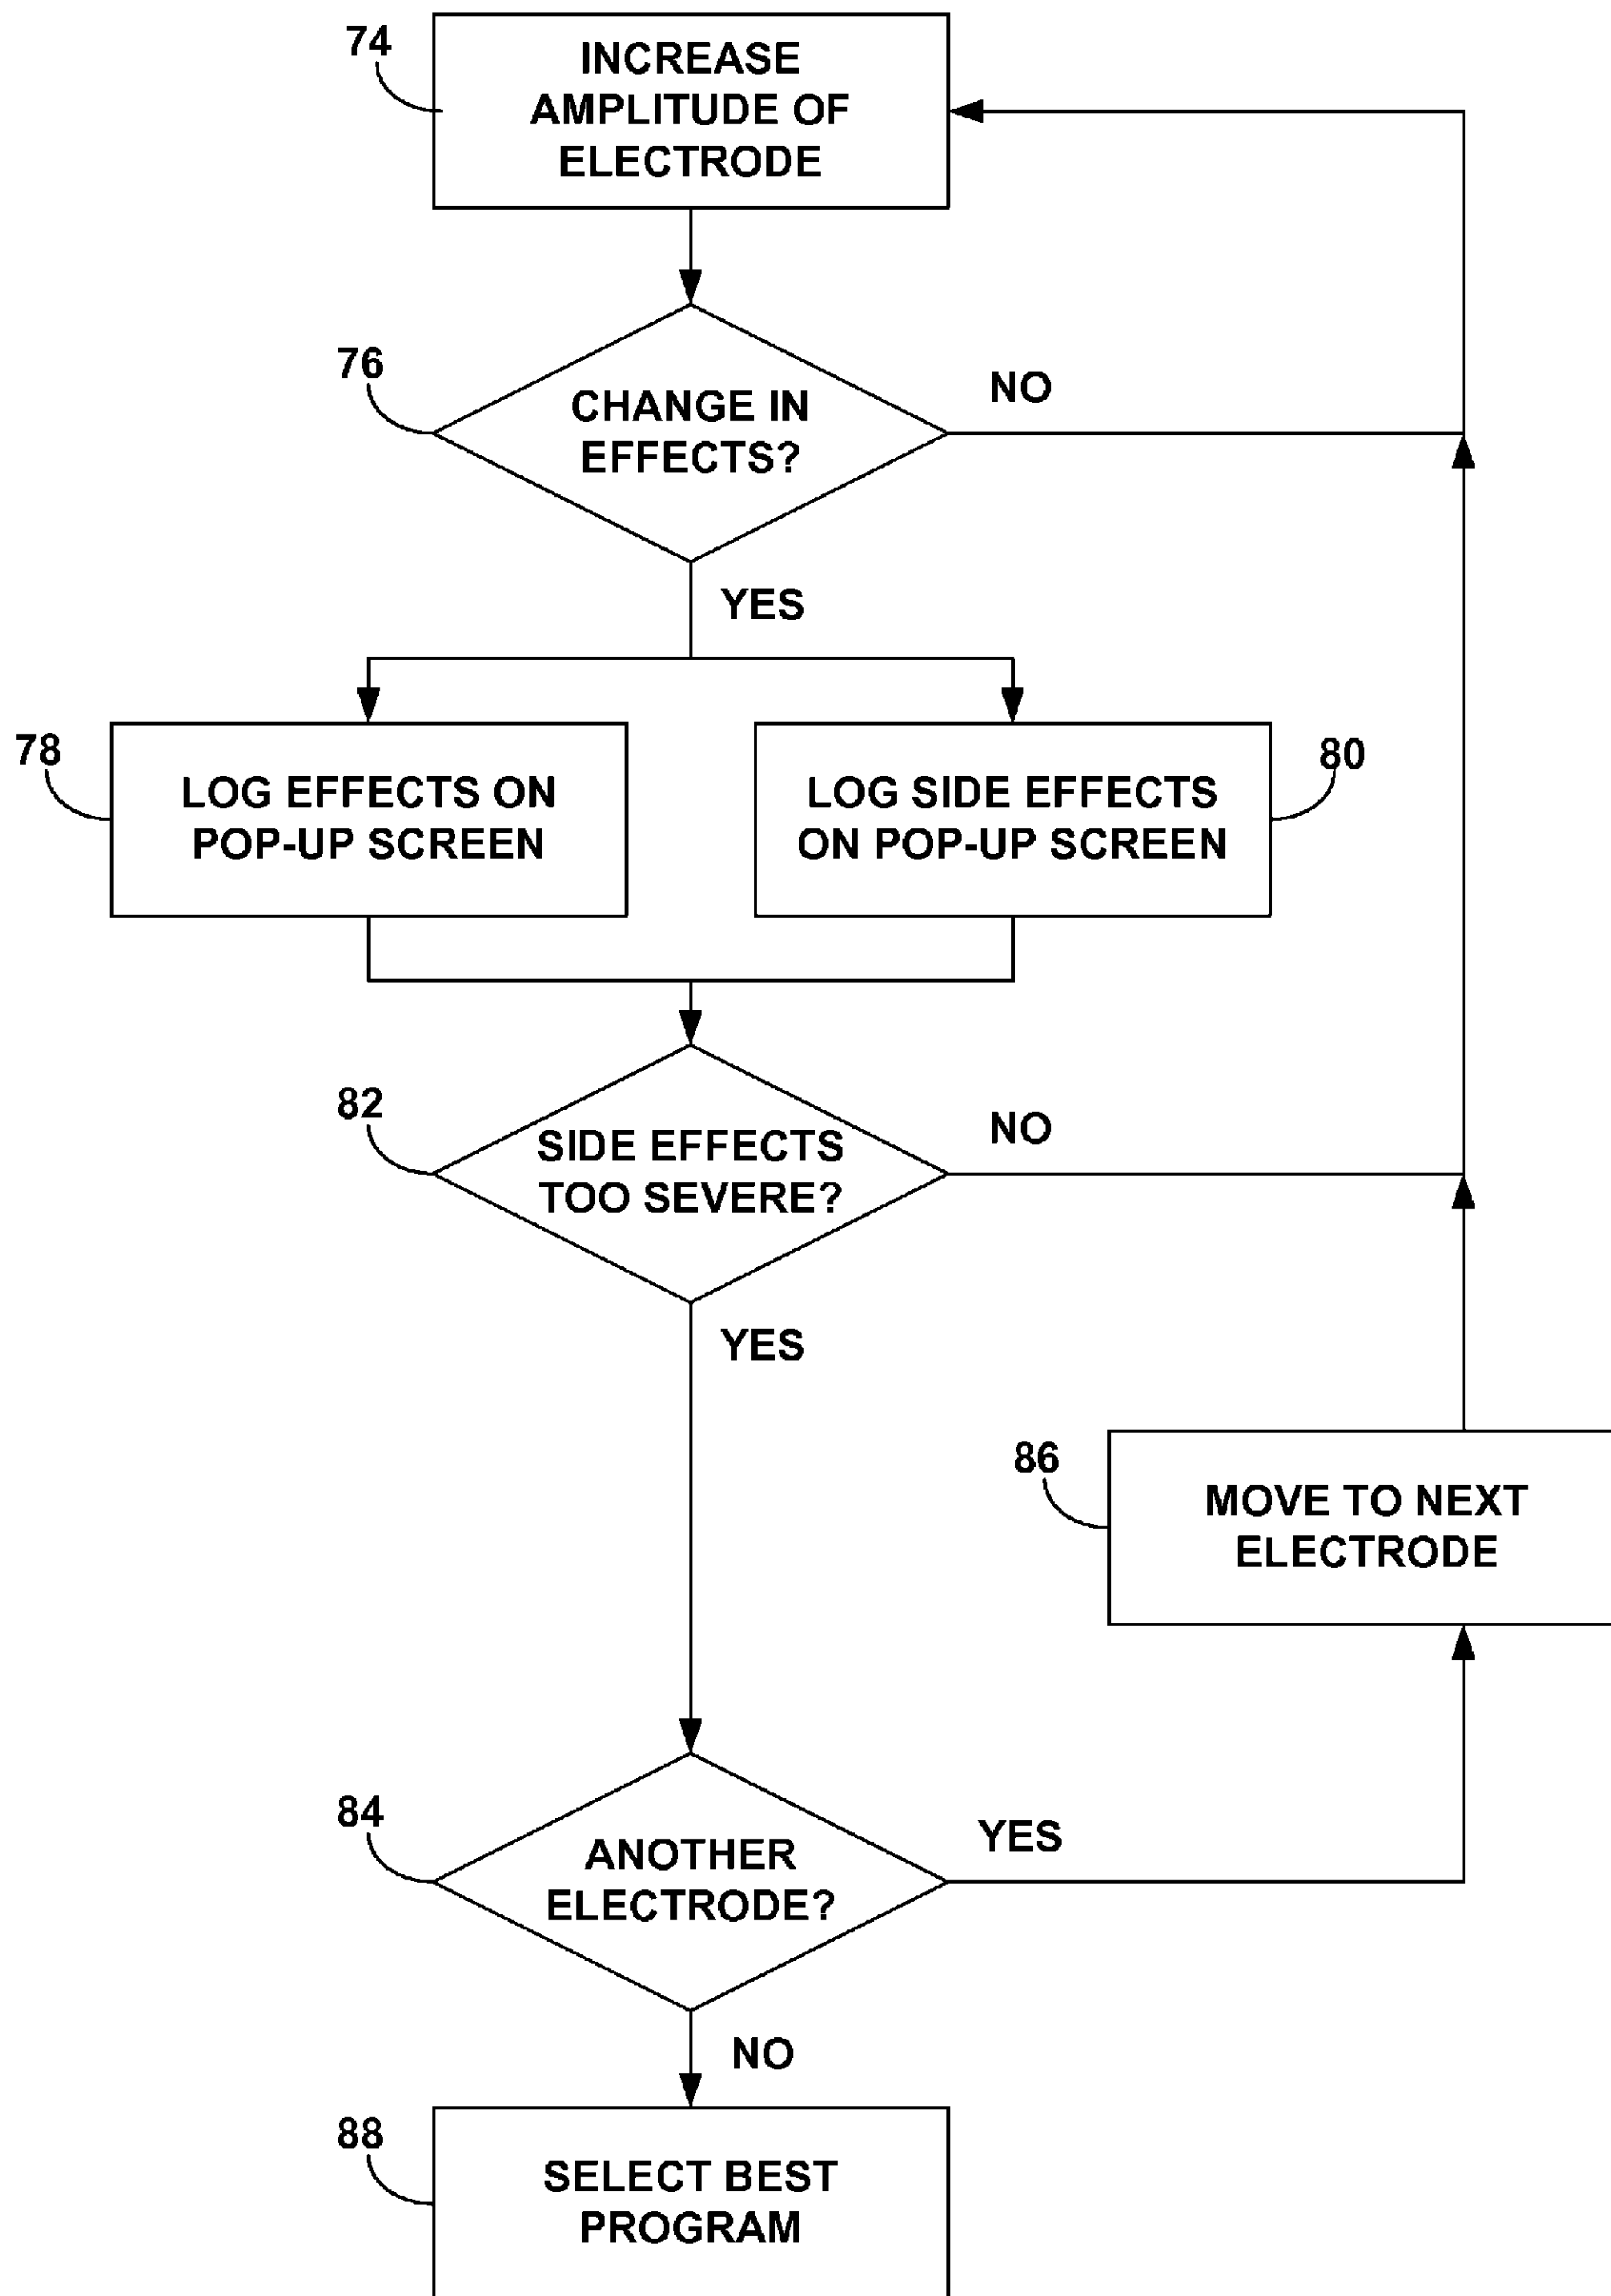 74
INCREASE
AMPLITUDE OF
ELECTRODE
76
CHANGE IN
EFFECTS?
NO
YES
78
LOG EFFECTS ON
POP-UP SCREEN
LOG SIDE EFFECTS
ON POP-UP SCREEN
80
82
SIDE EFFECTS
TOO SEVERE?
NO
YES
86
MOVE TO NEXT
ELECTRODE
84
ANOTHER
ELECTRODE?
YES
NO
88
SELECT BEST
PROGRAM